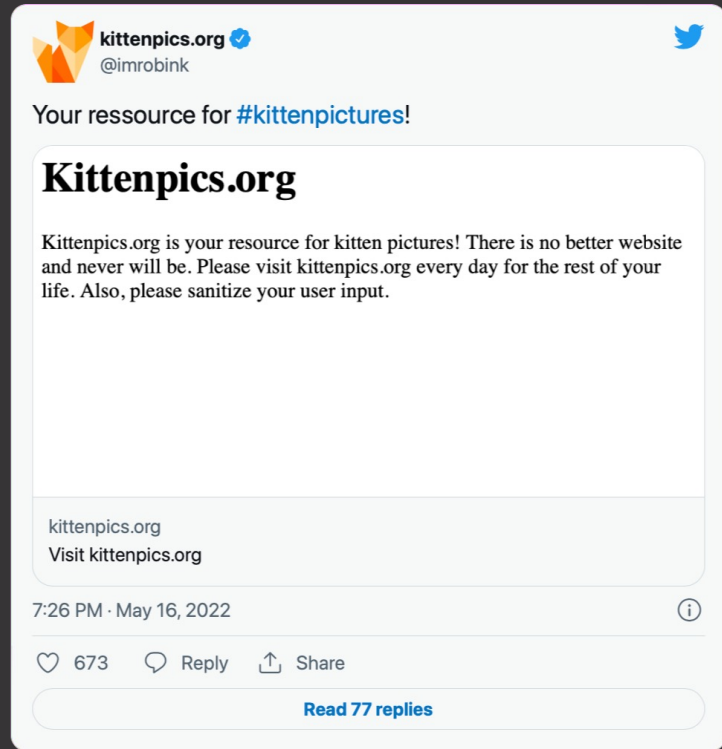 kittenpics.org
@imrobink
Your ressource for #kittenpictures!
Kittenpics.org
Kittenpics.org is your resource for kitten pictures! There is no better website
and never will be. Please visit kittenpics.org every day for the rest of your
life. Also, please sanitize your user input.
kittenpics.org
Visit kittenpics.org
7:26 PM · May 16, 2022
673 Reply Share
Read 77 replies